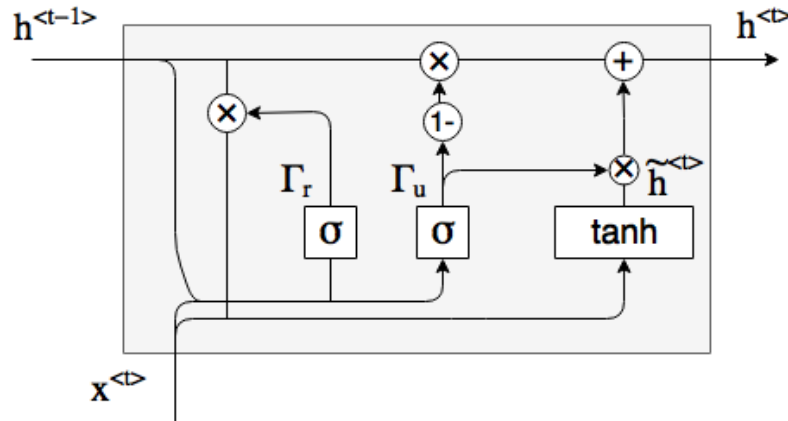 h<t-1>
h<t>
×
×
+
×
1-
Γr
Γu
×
h̃<t>
σ
σ
tanh
x<t>